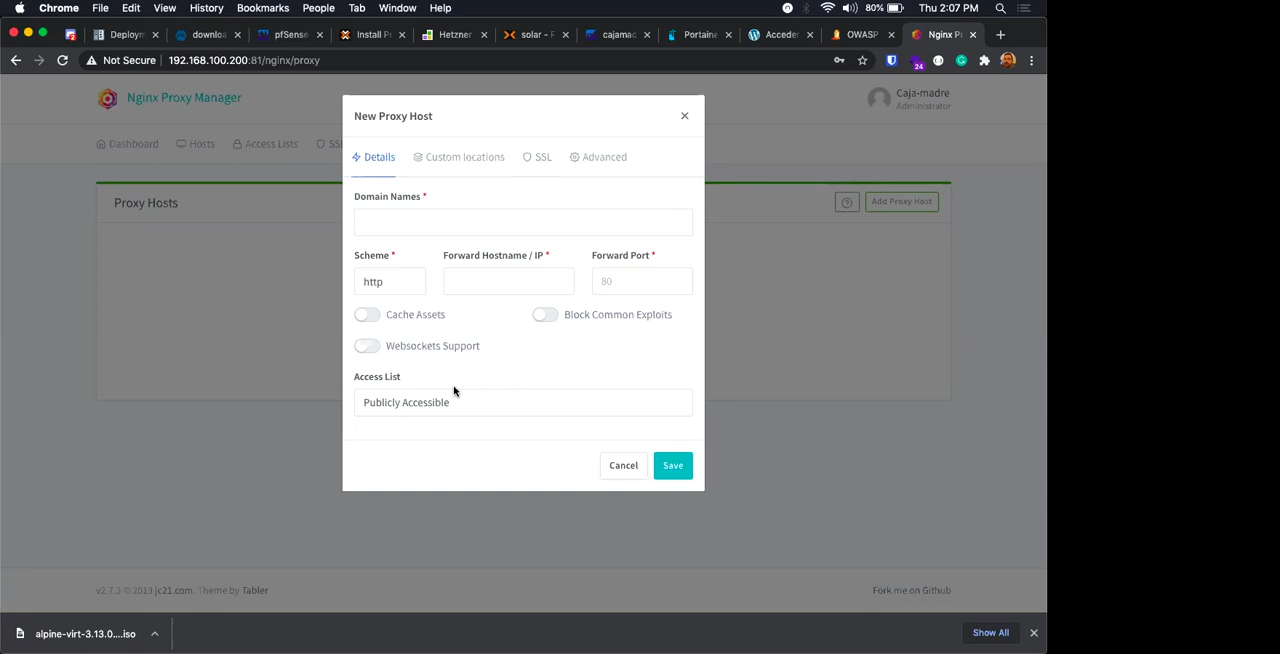 Chrome File Edit View History Bookmarks People Tab Window Help 80% Thu 2:07 PM
Deploym downloa pfSense Install P Hetzner solar - P cajamac Portaine Acceder OWASP Nginx Pr
Not Secure 192.168.100.200:81/nginx/proxy 24
Nginx Proxy Manager
Caja-madre
Administrator
Dashboard Hosts Access Lists SS
New Proxy Host
Details Custom locations SSL Advanced
Proxy Hosts Add Proxy Host
Domain Names *
Scheme * Forward Hostname / IP * Forward Port *
http 80
Cache Assets Block Common Exploits
Websockets Support
Access List
Publicly Accessible
Cancel Save
v2.7.3 © 2019 jc21.com. Theme by Tabler Fork me on Github
alpine-virt-3.13.0....iso Show All